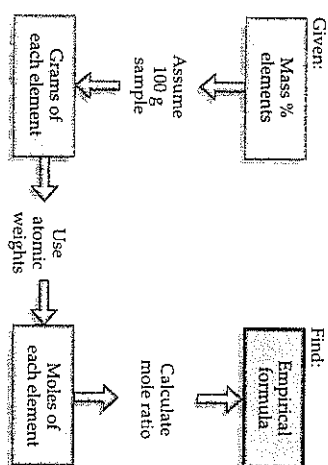 Given:
Mass %
elements
Assume
100 g
sample
Grams of
each element
Use
atomic
weights
Moles of
each element
Calculate
mole ratio
Find:
Empirical
formula